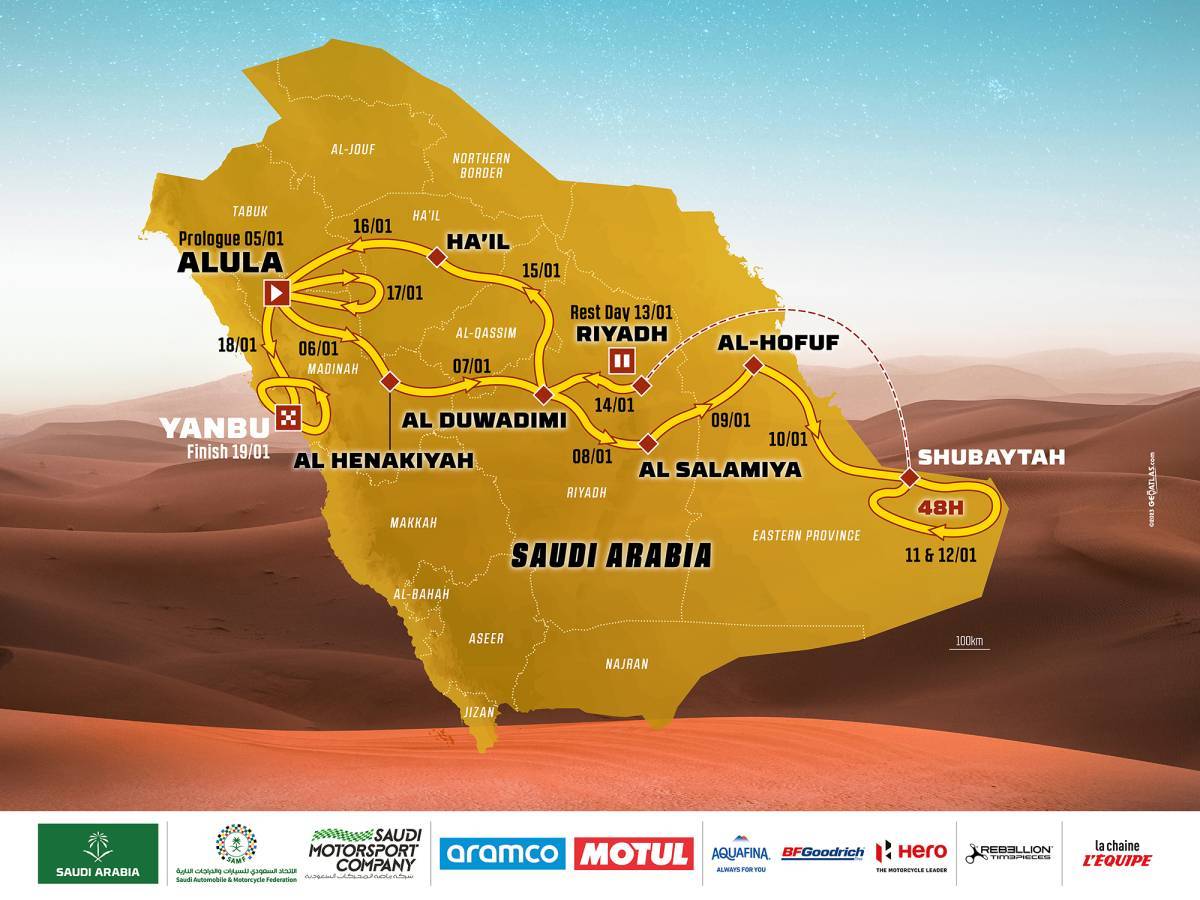 AL-JOUF
NORTHERN
BORDER
TABUK
HA'IL
16/01
Prologue 05/01
ALULA
HA'IL
15/01
17/01
Rest Day 13/01
RIYADH
AL-QASSIM
AL-HOFUF
18/01
06/01
MADINAH
07/01
14/01
09/01
YANBU
Finish 19/01
AL DUWADIMI
10/01
AL HENAKIYAH
08/01
AL SALAMIYA
SHUBAYTAH
RIYADH
48H
MAKKAH
EASTERN PROVINCE
SAUDI ARABIA
11 & 12/01
AL-BAHAH
ASEER
NAJRAN
100km
JIZAN
©2023 GEOATLAS.com
SAUDI ARABIA
SAMF
الاتحاد السعودي للسيارات والدراجات النارية
Saudi Automobile & Motorcycle Federation
SAUDI
MOTORSPORT
COMPANY
شركة رياضة المحركات السعودية
aramco
MOTUL
AQUAFINA
ALWAYS FOR YOU
BFGoodrich
Hero
THE MOTORCYCLE LEADER
REBELLION
TIMEPIECES
la chaine
L'ÉQUIPE